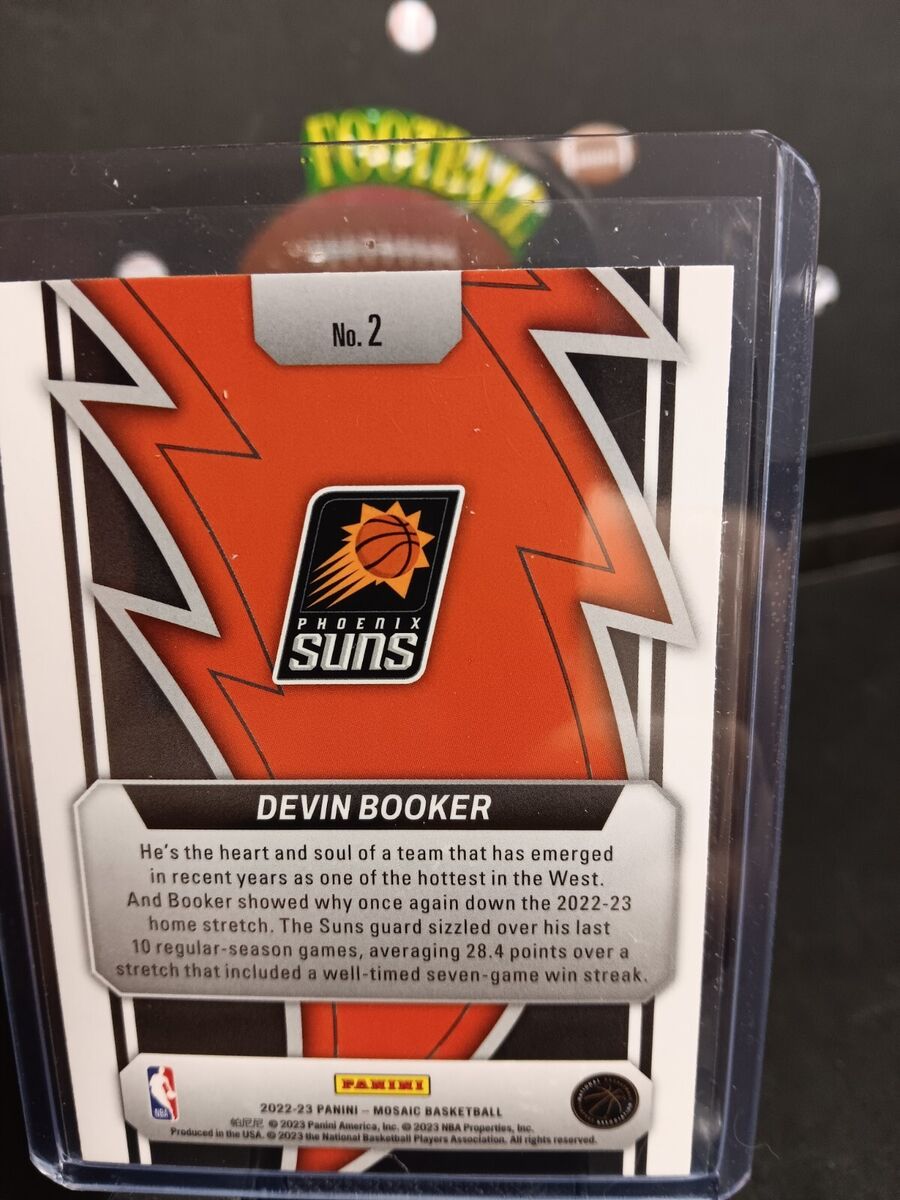 FOOTBALL
No. 2
PHOENIX
SUNS
DEVIN BOOKER
He's the heart and soul of a team that has emerged
in recent years as one of the hottest in the West.
And Booker showed why once again down the 2022-23
home stretch. The Suns guard sizzled over his last
10 regular-season games, averaging 28.4 points over a
stretch that included a well-timed seven-game win streak.
NBA
PANINI
2022-23 PANINI – MOSAIC BASKETBALL
帕尼尼 © 2023 Panini America, Inc. © 2023 NBA Properties, Inc.
Produced in the USA. © 2023 the National Basketball Players Association. All rights reserved.